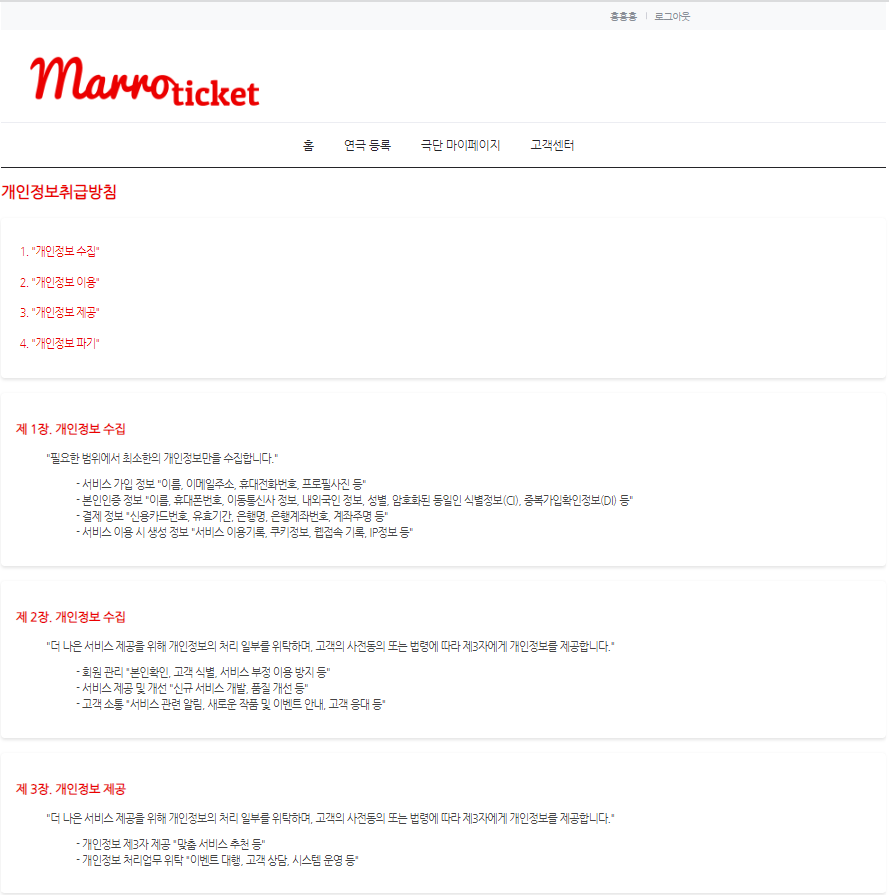 홍홍홍 | 로그아웃
Marro ticket
홈 연극 등록 극단 마이페이지 고객센터
개인정보취급방침
1. "개인정보 수집"
2. "개인정보 이용"
3. "개인정보 제공"
4. "개인정보 파기"
제 1장. 개인정보 수집
"필요한 범위에서 최소한의 개인정보만을 수집합니다."
- 서비스 가입 정보 "이름, 이메일주소, 휴대전화번호, 프로필사진 등"
- 본인인증 정보 "이름, 휴대폰번호, 이동통신사 정보, 내외국인 정보, 성별, 암호화된 동일인 식별정보(CI), 중복가입확인정보(DI) 등"
- 결제 정보 "신용카드번호, 유효기간, 은행명, 은행계좌번호, 계좌주명 등"
- 서비스 이용 시 생성 정보 "서비스 이용기록, 쿠키정보, 웹접속 기록, IP정보 등"
제 2장. 개인정보 수집
"더 나은 서비스 제공을 위해 개인정보의 처리 일부를 위탁하며, 고객의 사전동의 또는 법령에 따라 제3자에게 개인정보를 제공합니다."
- 회원 관리 "본인확인, 고객 식별, 서비스 부정 이용 방지 등"
- 서비스 제공 및 개선 "신규 서비스 개발, 품질 개선 등"
- 고객 소통 "서비스 관련 알림, 새로운 작품 및 이벤트 안내, 고객 응대 등"
제 3장. 개인정보 제공
"더 나은 서비스 제공을 위해 개인정보의 처리 일부를 위탁하며, 고객의 사전동의 또는 법령에 따라 제3자에게 개인정보를 제공합니다."
- 개인정보 제3자 제공 "맞춤 서비스 추천 등"
- 개인정보 처리업무 위탁 "이벤트 대행, 고객 상담, 시스템 운영 등"